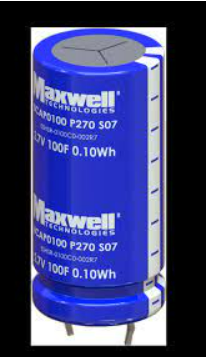 Maxwell
TECHNOLOGIES
BCAP0100 P270 S07
2.7V 100F 0.10Wh
Maxwell
TECHNOLOGIES
BCAP0100 P270 S07
2.7V 100F 0.10Wh